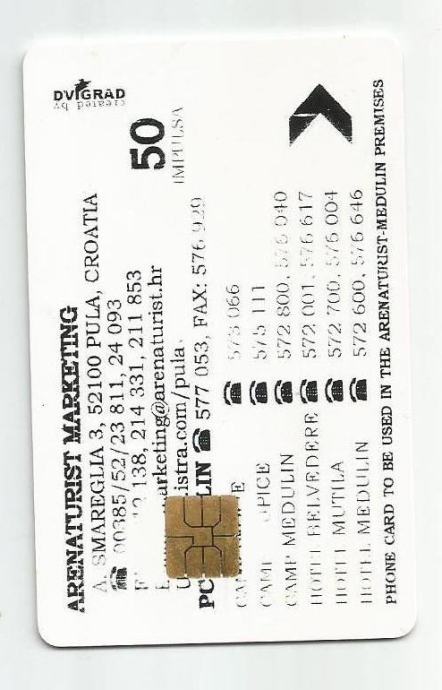 DVIGRAD
created by
50
IMPULSA
ARENATURIST MARKETING
A. SMAREGLIA 3, 52100 PULA, CROATIA
00385/52/23 811, 24 093
138, 214 331, 211 853
arketing@arenaturist.hr
.istra.com/pula
577 053, FAX: 576 929
573 066
575 111
CAMP MEDULIN 572 800, 576 040
HOTEL BELVEDERE 572 001, 576 617
HOTEL MUTILA 572 700, 576 004
HOTEL MEDULIN 572 600, 576 646
PHONE CARD TO BE USED IN THE ARENATURIST-MEDULIN PREMISES